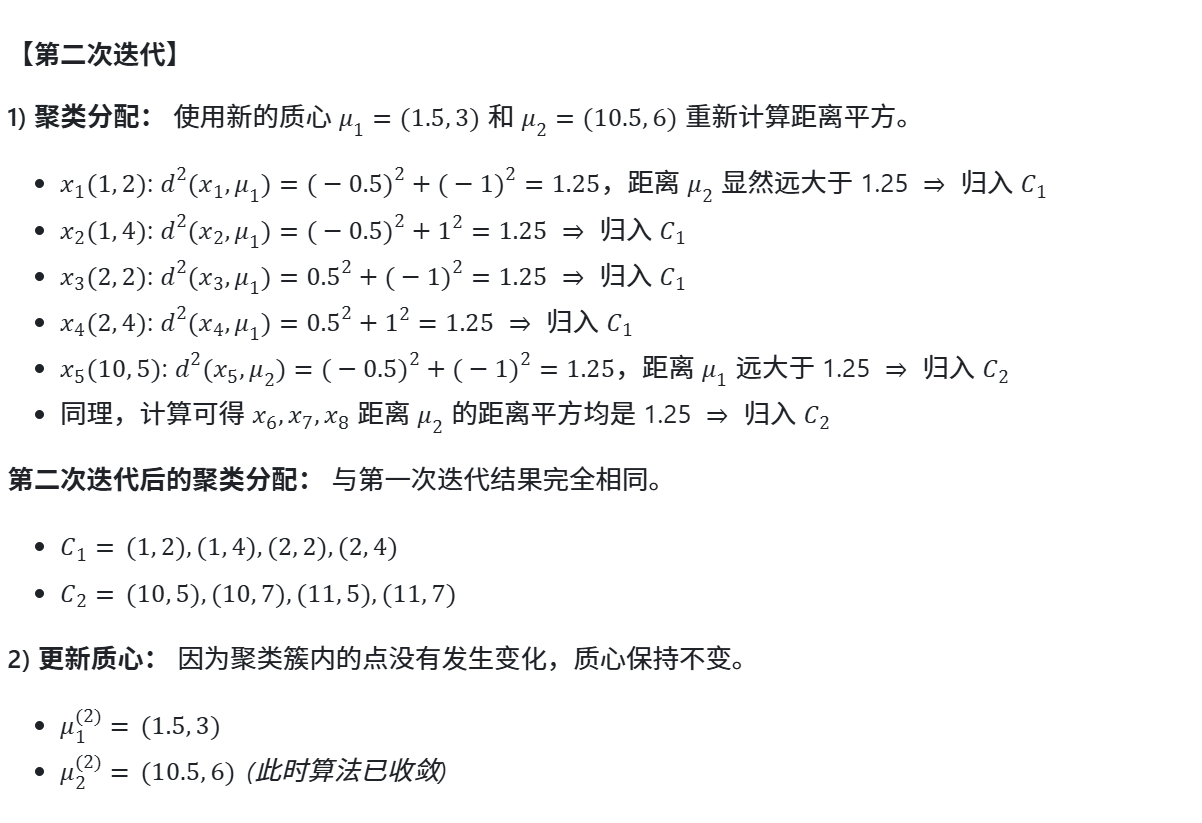 【第二次迭代】
1) 聚类分配： 使用新的质心 μ₁ = (1.5, 3) 和 μ₂ = (10.5, 6) 重新计算距离平方。
• x₁(1, 2): d²(x₁, μ₁) = (− 0.5)² + (− 1)² = 1.25，距离 μ₂ 显然远大于 1.25 ⇒ 归入 C₁
• x₂(1, 4): d²(x₂, μ₁) = (− 0.5)² + 1² = 1.25 ⇒ 归入 C₁
• x₃(2, 2): d²(x₃, μ₁) = 0.5² + (− 1)² = 1.25 ⇒ 归入 C₁
• x₄(2, 4): d²(x₄, μ₁) = 0.5² + 1² = 1.25 ⇒ 归入 C₁
• x₅(10, 5): d²(x₅, μ₂) = (− 0.5)² + (− 1)² = 1.25，距离 μ₁ 远大于 1.25 ⇒ 归入 C₂
• 同理，计算可得 x₆, x₇, x₈ 距离 μ₂ 的距离平方均是 1.25 ⇒ 归入 C₂
第二次迭代后的聚类分配： 与第一次迭代结果完全相同。
• C₁ = (1, 2), (1, 4), (2, 2), (2, 4)
• C₂ = (10, 5), (10, 7), (11, 5), (11, 7)
2) 更新质心： 因为聚类簇内的点没有发生变化，质心保持不变。
• μ₁⁽²⁾ = (1.5, 3)
• μ₂⁽²⁾ = (10.5, 6) (此时算法已收敛)